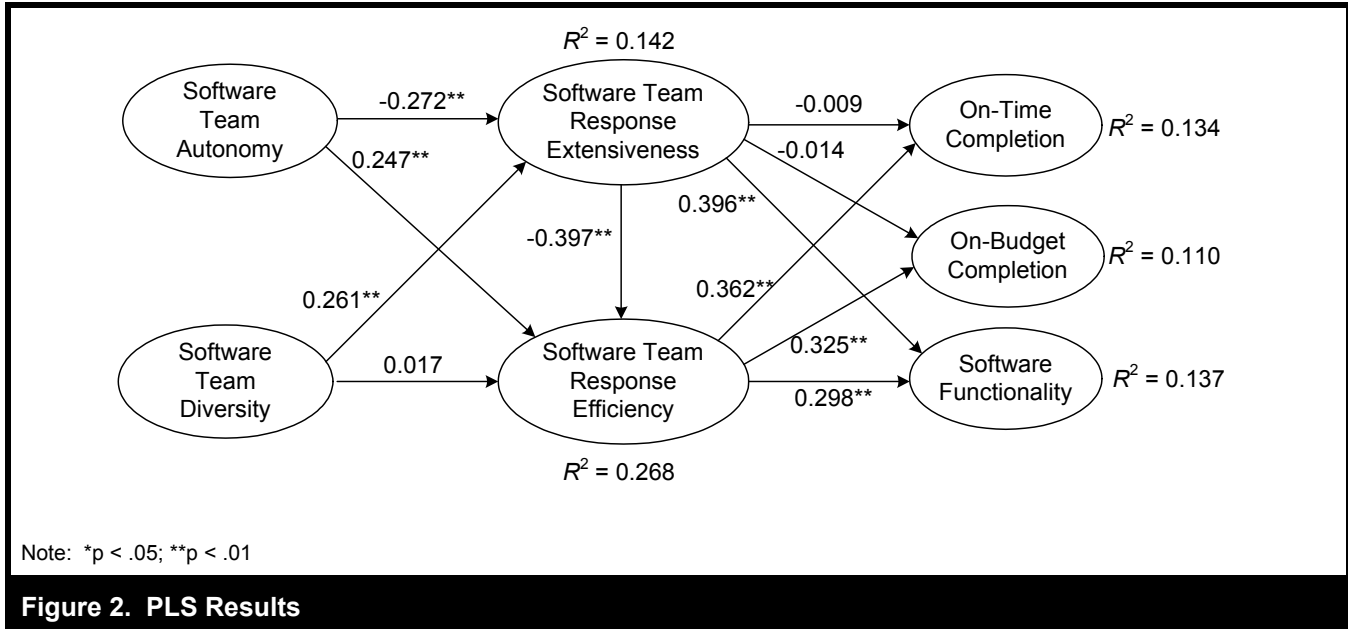 R² = 0.142
Software
Team
Autonomy
-0.272**
Software Team
Response
Extensiveness
-0.009
On-Time
Completion
R² = 0.134
0.247**
-0.014
0.396**
-0.397**
On-Budget
Completion
R² = 0.110
0.261**
0.362**
Software
Team
Diversity
0.017
Software Team
Response
Efficiency
0.325**
0.298**
Software
Functionality
R² = 0.137
R² = 0.268
Note: *p < .05; **p < .01
Figure 2. PLS Results